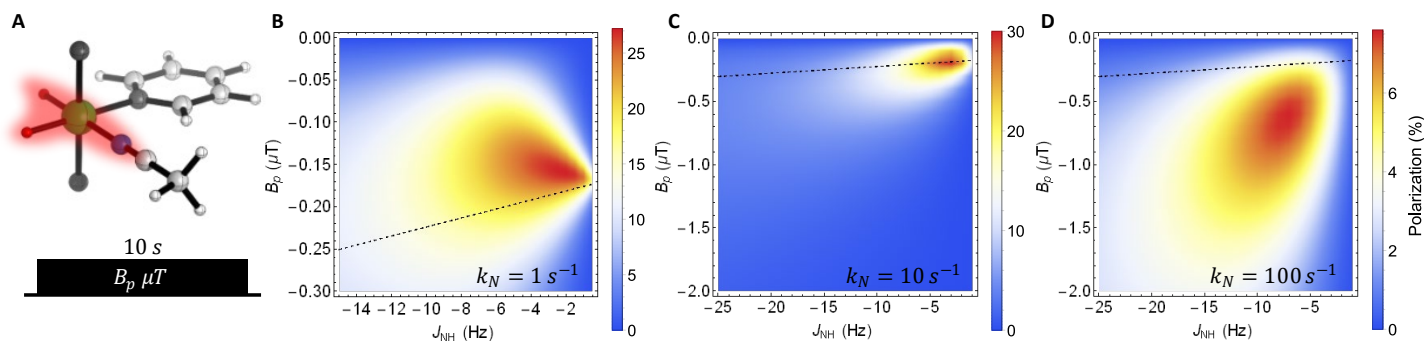 A
B
C
D
10 s
B_p μT
0.00
−0.05
−0.10
−0.15
−0.20
−0.25
−0.30
B_p (μT)
k_N = 1 s⁻¹
−14 −12 −10 −8 −6 −4 −2
J_NH (Hz)
25
20
15
10
5
0
0.0
−0.5
−1.0
−1.5
−2.0
B_p (μT)
k_N = 10 s⁻¹
−25 −20 −15 −10 −5
J_NH (Hz)
30
20
10
0
0.0
−0.5
−1.0
−1.5
−2.0
B_p (μT)
k_N = 100 s⁻¹
−25 −20 −15 −10 −5
J_NH (Hz)
6
4
2
0
Polarization (%)